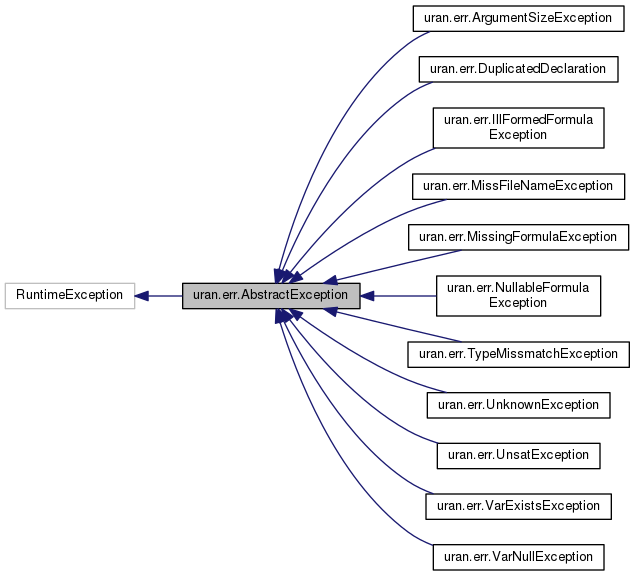 uran.err.ArgumentSizeException
uran.err.DuplicatedDeclaration
uran.err.IllFormedFormula
Exception
uran.err.MissFileNameException
uran.err.MissingFormulaException
RuntimeException
uran.err.AbstractException
uran.err.NullableFormula
Exception
uran.err.TypeMissmatchException
uran.err.UnknownException
uran.err.UnsatException
uran.err.VarExistsException
uran.err.VarNullException